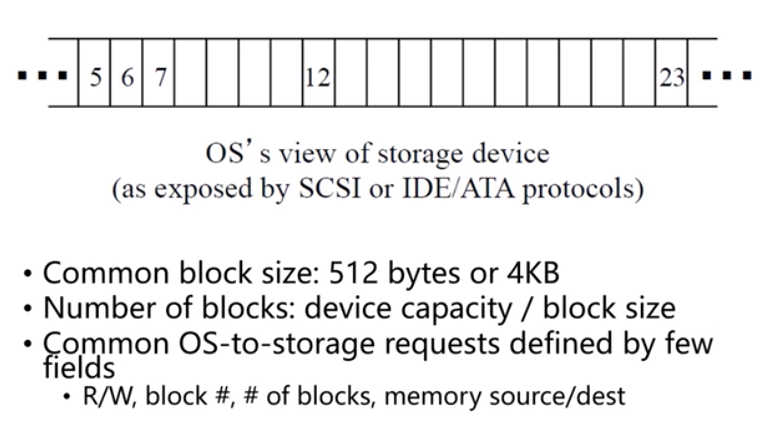 ▪▪▪ 5 6 7 12 23 ▪▪▪
OS's view of storage device
(as exposed by SCSI or IDE/ATA protocols)
• Common block size: 512 bytes or 4KB
• Number of blocks: device capacity / block size
• Common OS-to-storage requests defined by few
fields
• R/W, block #, # of blocks, memory source/dest